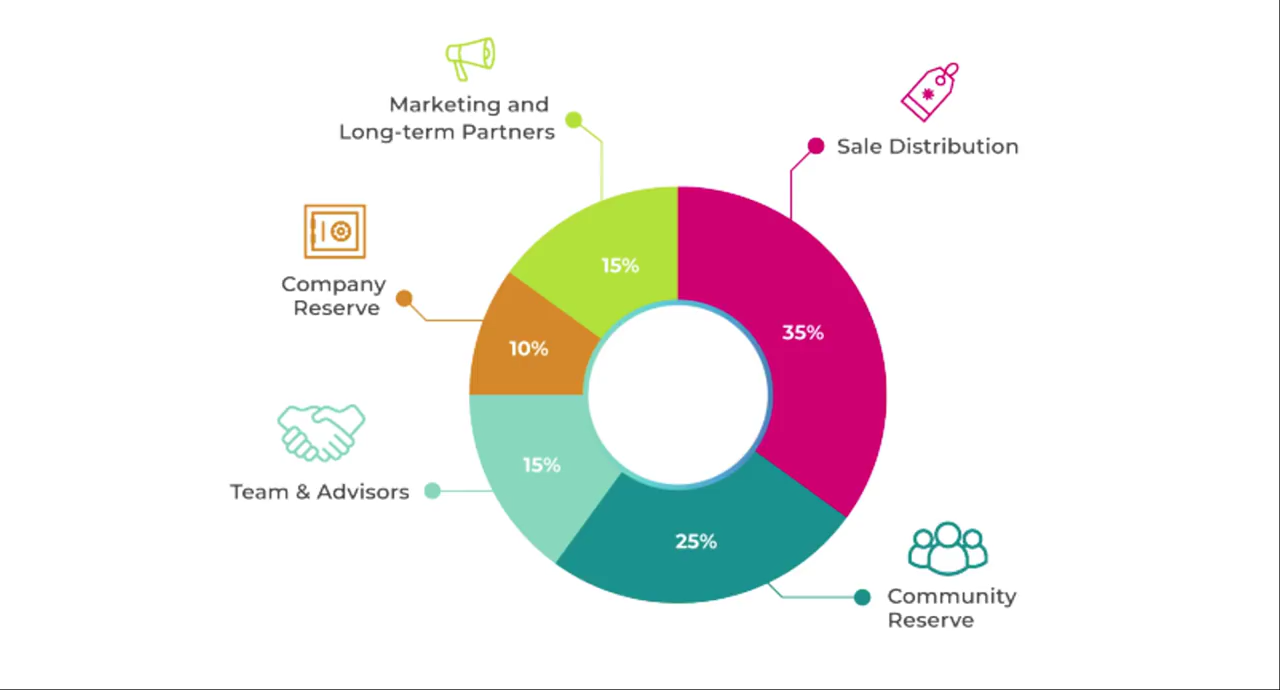 Marketing and
Long-term Partners
Sale Distribution
15%
Company
Reserve
35%
10%
15%
Team & Advisors
25%
Community
Reserve